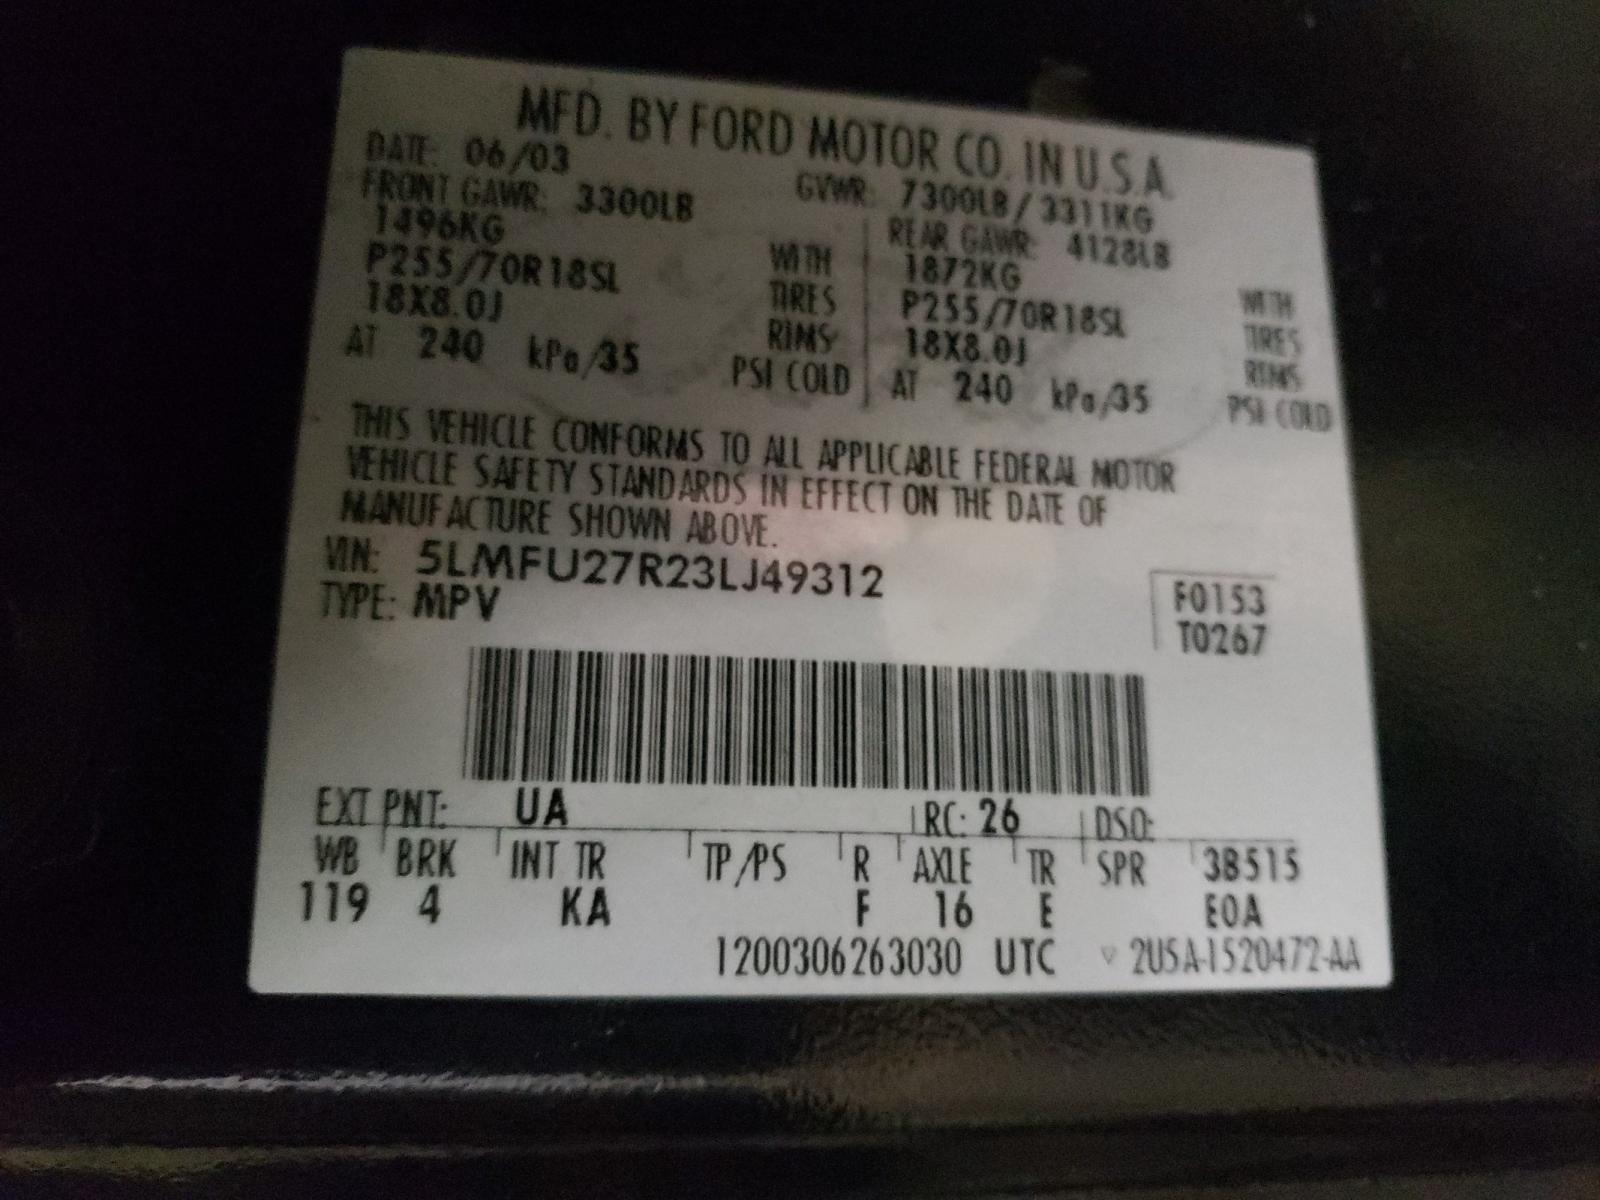 MFD. BY FORD MOTOR CO. IN U.S.A.
DATE: 06/03 GVWR: 7300LB / 3311KG
FRONT GAWR: 3300LB REAR GAWR: 4128LB
1496KG WITH 1872KG WITH
P255/70R18SL TIRES P255/70R18SL TIRES
18X8.0J RIMS 18X8.0J RIMS
AT 240 kPa/35 PSI COLD AT 240 kPa/35 PSI COLD
THIS VEHICLE CONFORMS TO ALL APPLICABLE FEDERAL MOTOR
VEHICLE SAFETY STANDARDS IN EFFECT ON THE DATE OF
MANUFACTURE SHOWN ABOVE.
VIN: 5LMFU27R23LJ49312
TYPE: MPV
F0153
T0267
EXT PNT: UA RC: 26 DSO:
WB BRK INT TR TP/PS R AXLE TR SPR 3B515
119 4 KA F 16 E E0A
1200306263030 UTC ▽ 2U5A-1520472-AA